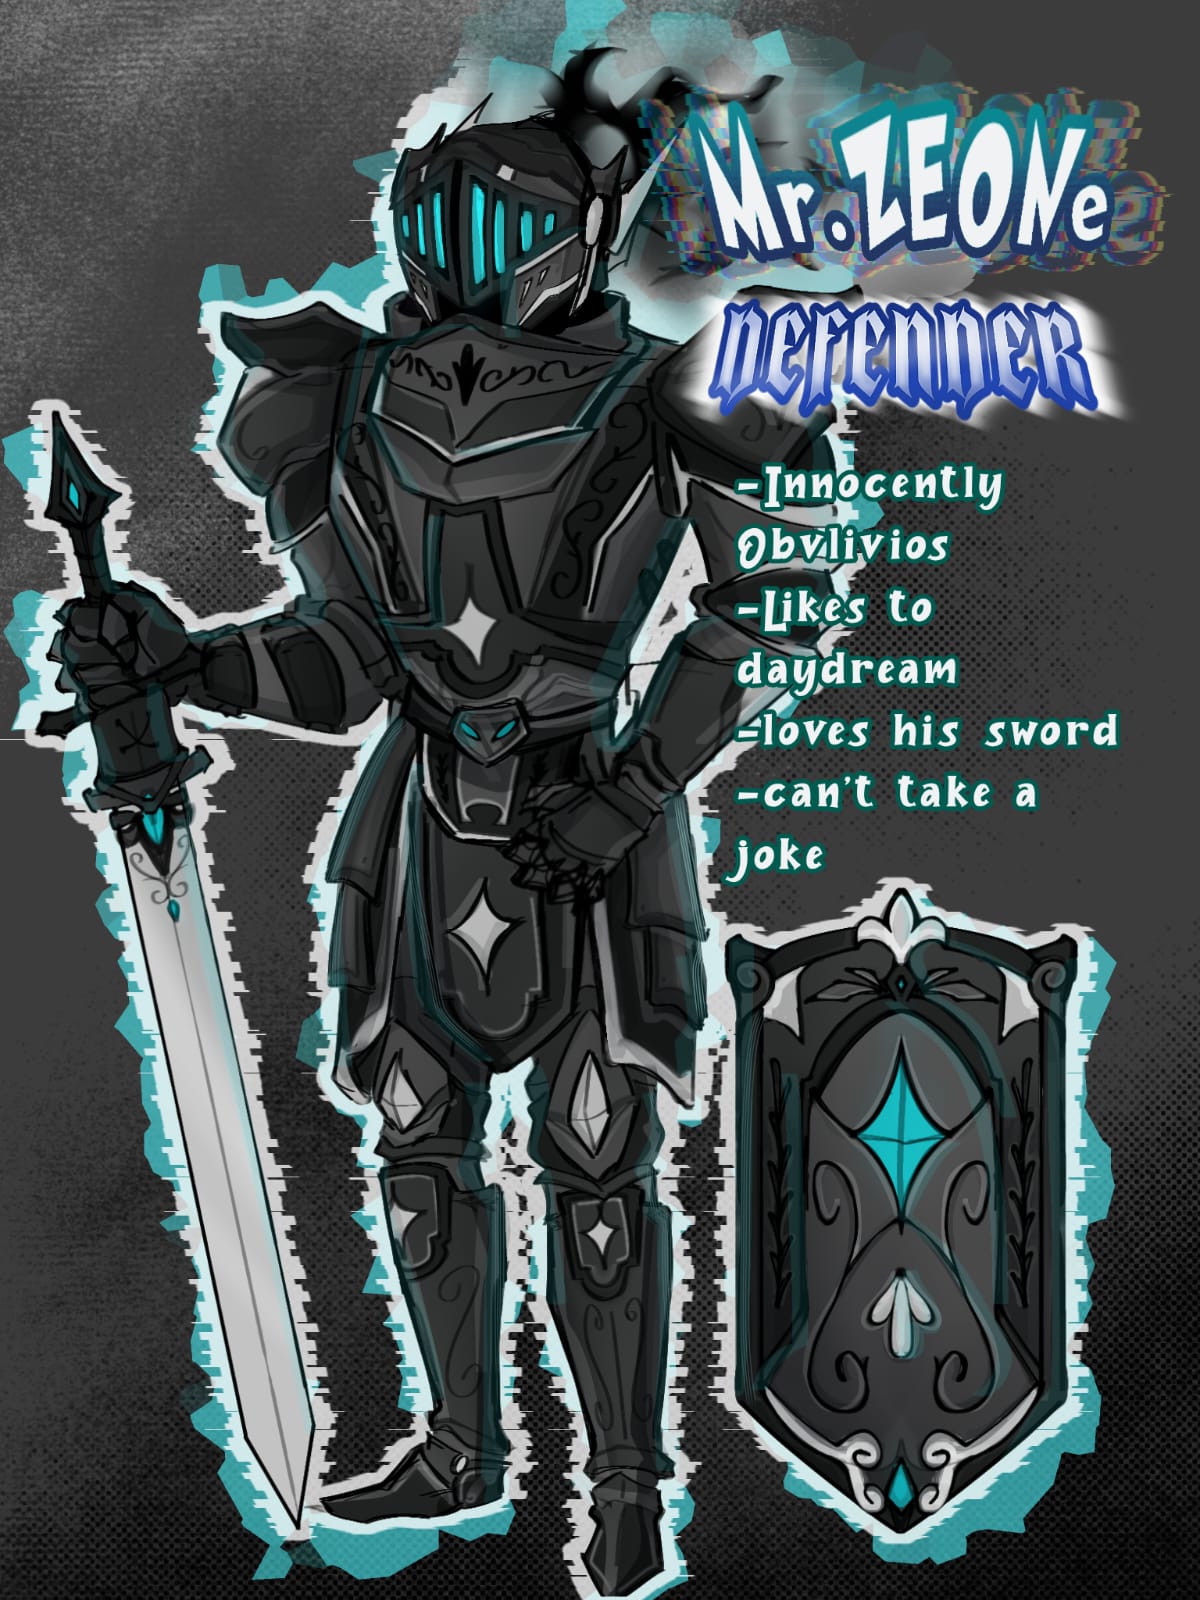 Mr.ZEONe
DEFENDER
-Innocently
Obvlivios
-Likes to
daydream
-loves his sword
-can't take a
joke